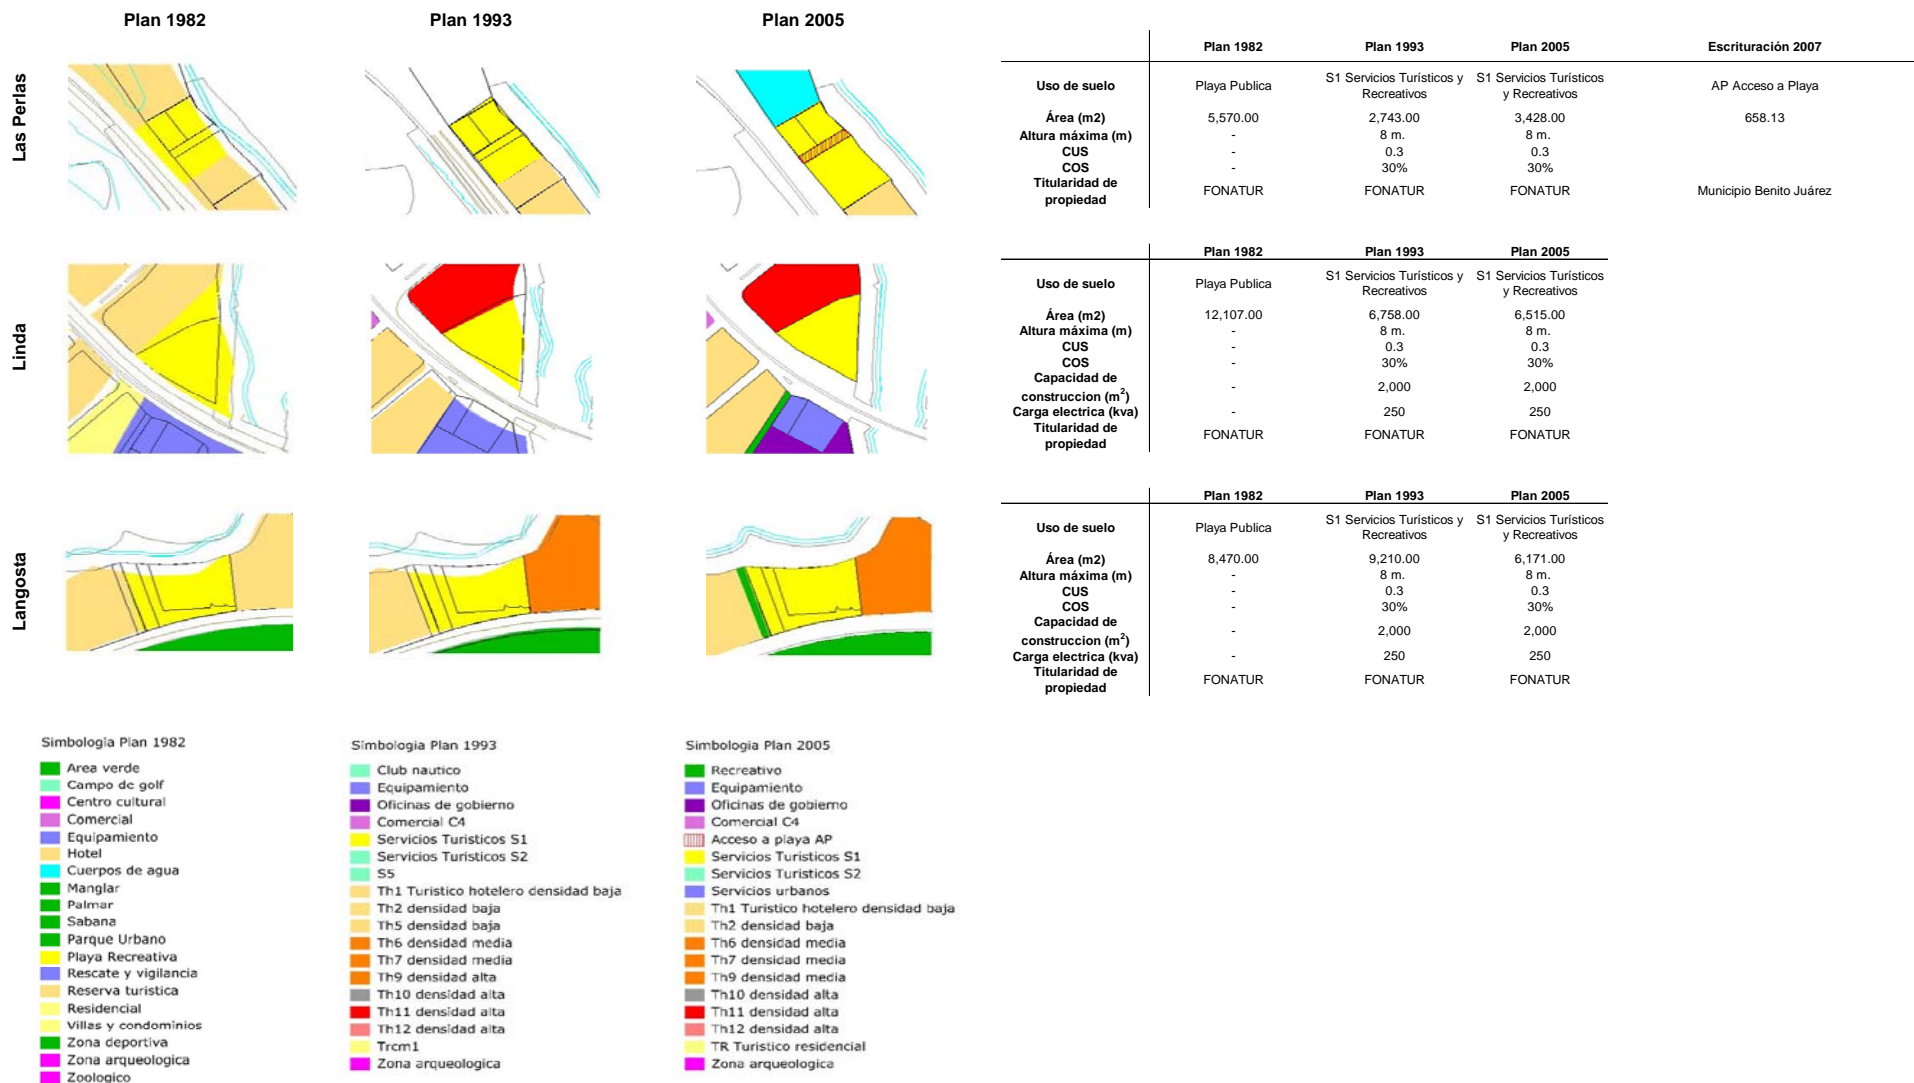 Plan 1982 Plan 1993 Plan 2005
Las Perlas
Plan 1982 Plan 1993 Plan 2005 Escrituración 2007
Uso de suelo Playa Publica S1 Servicios Turísticos y Recreativos S1 Servicios Turísticos y Recreativos AP Acceso a Playa
Área (m2) 5,570.00 2,743.00 3,428.00 658.13
Altura máxima (m) - 8 m. 8 m.
CUS - 0.3 0.3
COS - 30% 30%
Titularidad de propiedad FONATUR FONATUR FONATUR Municipio Benito Juárez
Linda
Plan 1982 Plan 1993 Plan 2005
Uso de suelo Playa Publica S1 Servicios Turísticos y Recreativos S1 Servicios Turísticos y Recreativos
Área (m2) 12,107.00 6,758.00 6,515.00
Altura máxima (m) - 8 m. 8 m.
CUS - 0.3 0.3
COS - 30% 30%
Capacidad de construccion (m2) - 2,000 2,000
Carga electrica (kva) - 250 250
Titularidad de propiedad FONATUR FONATUR FONATUR
Langosta
Plan 1982 Plan 1993 Plan 2005
Uso de suelo Playa Publica S1 Servicios Turísticos y Recreativos S1 Servicios Turísticos y Recreativos
Área (m2) 8,470.00 9,210.00 6,171.00
Altura máxima (m) - 8 m. 8 m.
CUS - 0.3 0.3
COS - 30% 30%
Capacidad de construccion (m2) - 2,000 2,000
Carga electrica (kva) - 250 250
Titularidad de propiedad FONATUR FONATUR FONATUR
Simbologia Plan 1982
Area verde
Campo de golf
Centro cultural
Comercial
Equipamiento
Hotel
Cuerpos de agua
Manglar
Palmar
Sabana
Parque Urbano
Playa Recreativa
Rescate y vigilancia
Reserva turistica
Residencial
Villas y condominios
Zona deportiva
Zona arqueologica
Zoologico
Simbologia Plan 1993
Club nautico
Equipamiento
Oficinas de gobierno
Comercial C4
Servicios Turisticos S1
Servicios Turisticos S2
S5
Th1 Turistico hotelero densidad baja
Th2 densidad baja
Th5 densidad baja
Th6 densidad media
Th7 densidad media
Th9 densidad alta
Th10 densidad alta
Th11 densidad alta
Th12 densidad alta
Trcm1
Zona arqueologica
Simbologia Plan 2005
Recreativo
Equipamiento
Oficinas de gobierno
Comercial C4
Acceso a playa AP
Servicios Turisticos S1
Servicios Turisticos S2
Servicios urbanos
Th1 Turistico hotelero densidad baja
Th2 densidad baja
Th6 densidad media
Th7 densidad media
Th9 densidad media
Th10 densidad alta
Th11 densidad alta
Th12 densidad alta
TR Turistico residencial
Zona arqueologica